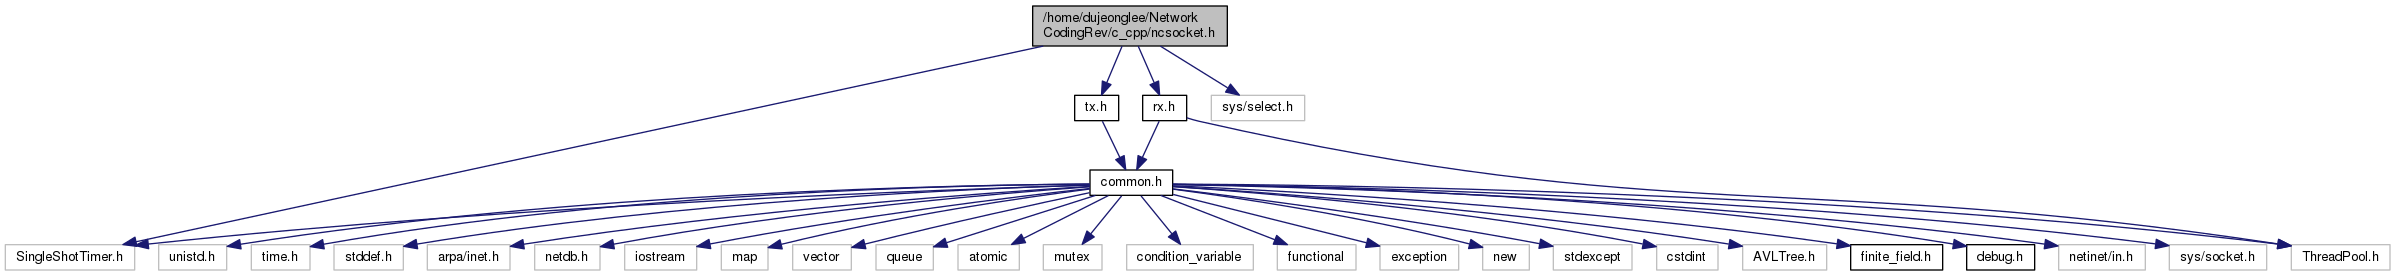 /home/dujeonglee/Network
CodingRev/c_cpp/ncsocket.h
tx.h
rx.h
sys/select.h
common.h
SingleShotTimer.h
unistd.h
time.h
stddef.h
arpa/inet.h
netdb.h
iostream
map
vector
queue
atomic
mutex
condition_variable
functional
exception
new
stdexcept
cstdint
AVLTree.h
finite_field.h
debug.h
netinet/in.h
sys/socket.h
ThreadPool.h